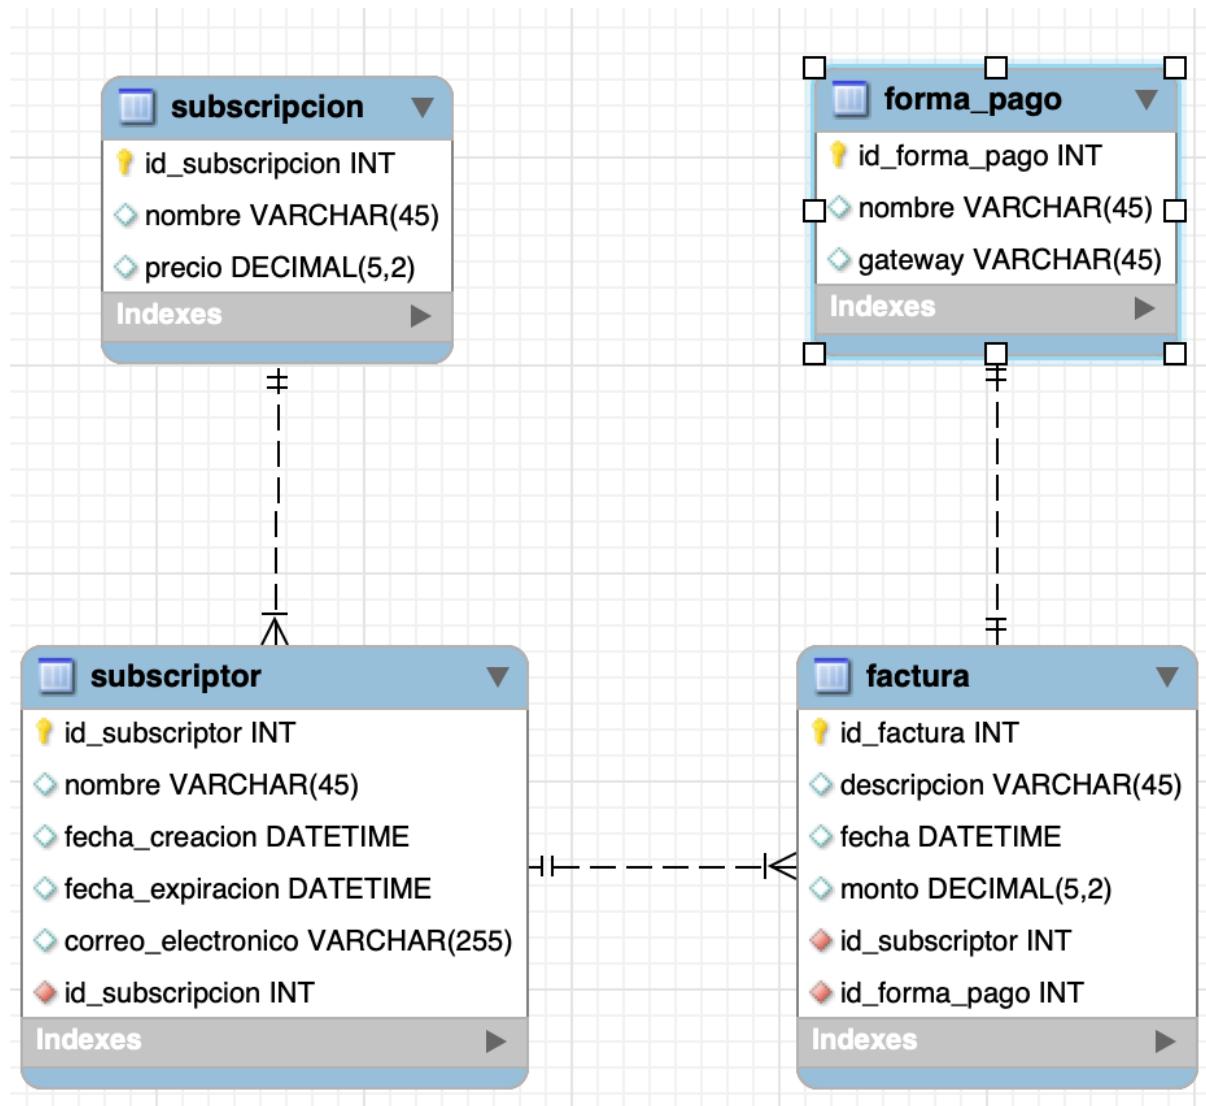 subscripcion
id_subscripcion INT
nombre VARCHAR(45)
precio DECIMAL(5,2)
Indexes
forma_pago
id_forma_pago INT
nombre VARCHAR(45)
gateway VARCHAR(45)
Indexes
subscriptor
id_subscriptor INT
nombre VARCHAR(45)
fecha_creacion DATETIME
fecha_expiracion DATETIME
correo_electronico VARCHAR(255)
id_subscripcion INT
Indexes
factura
id_factura INT
descripcion VARCHAR(45)
fecha DATETIME
monto DECIMAL(5,2)
id_subscriptor INT
id_forma_pago INT
Indexes